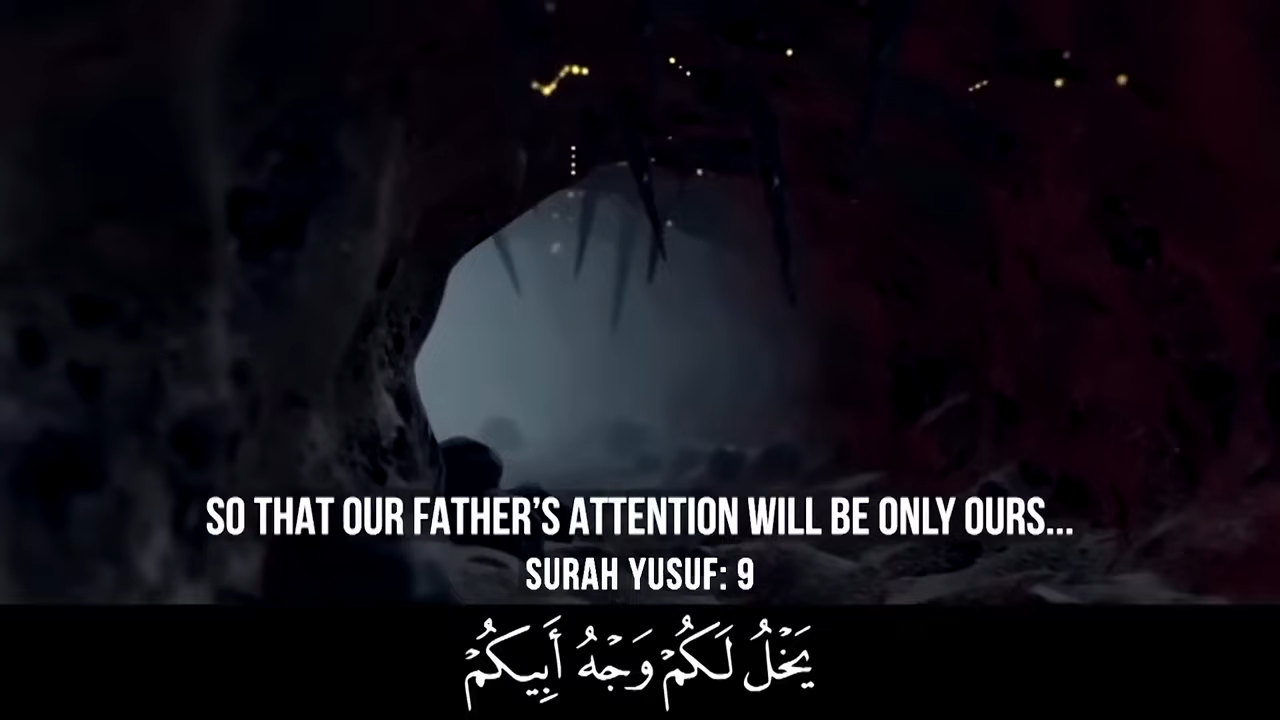 SO THAT OUR FATHER’S ATTENTION WILL BE ONLY OURS...
SURAH YUSUF: 9
يَخْلُ لَكُمْ وَجْهُ أَبِيكُمْ